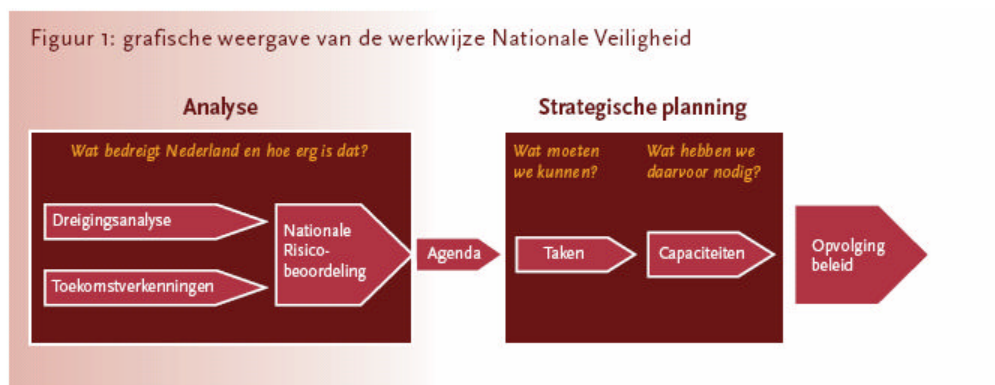 Figuur 1: grafische weergave van de werkwijze Nationale Veiligheid
Analyse
Wat bedreigt Nederland en hoe erg is dat?
Dreigingsanalyse
Toekomstverkenningen
Nationale
Risico-
beoordeling
Agenda
Strategische planning
Wat moeten
we kunnen?
Wat hebben we
daarvoor nodig?
Taken
Capaciteiten
Opvolging
beleid